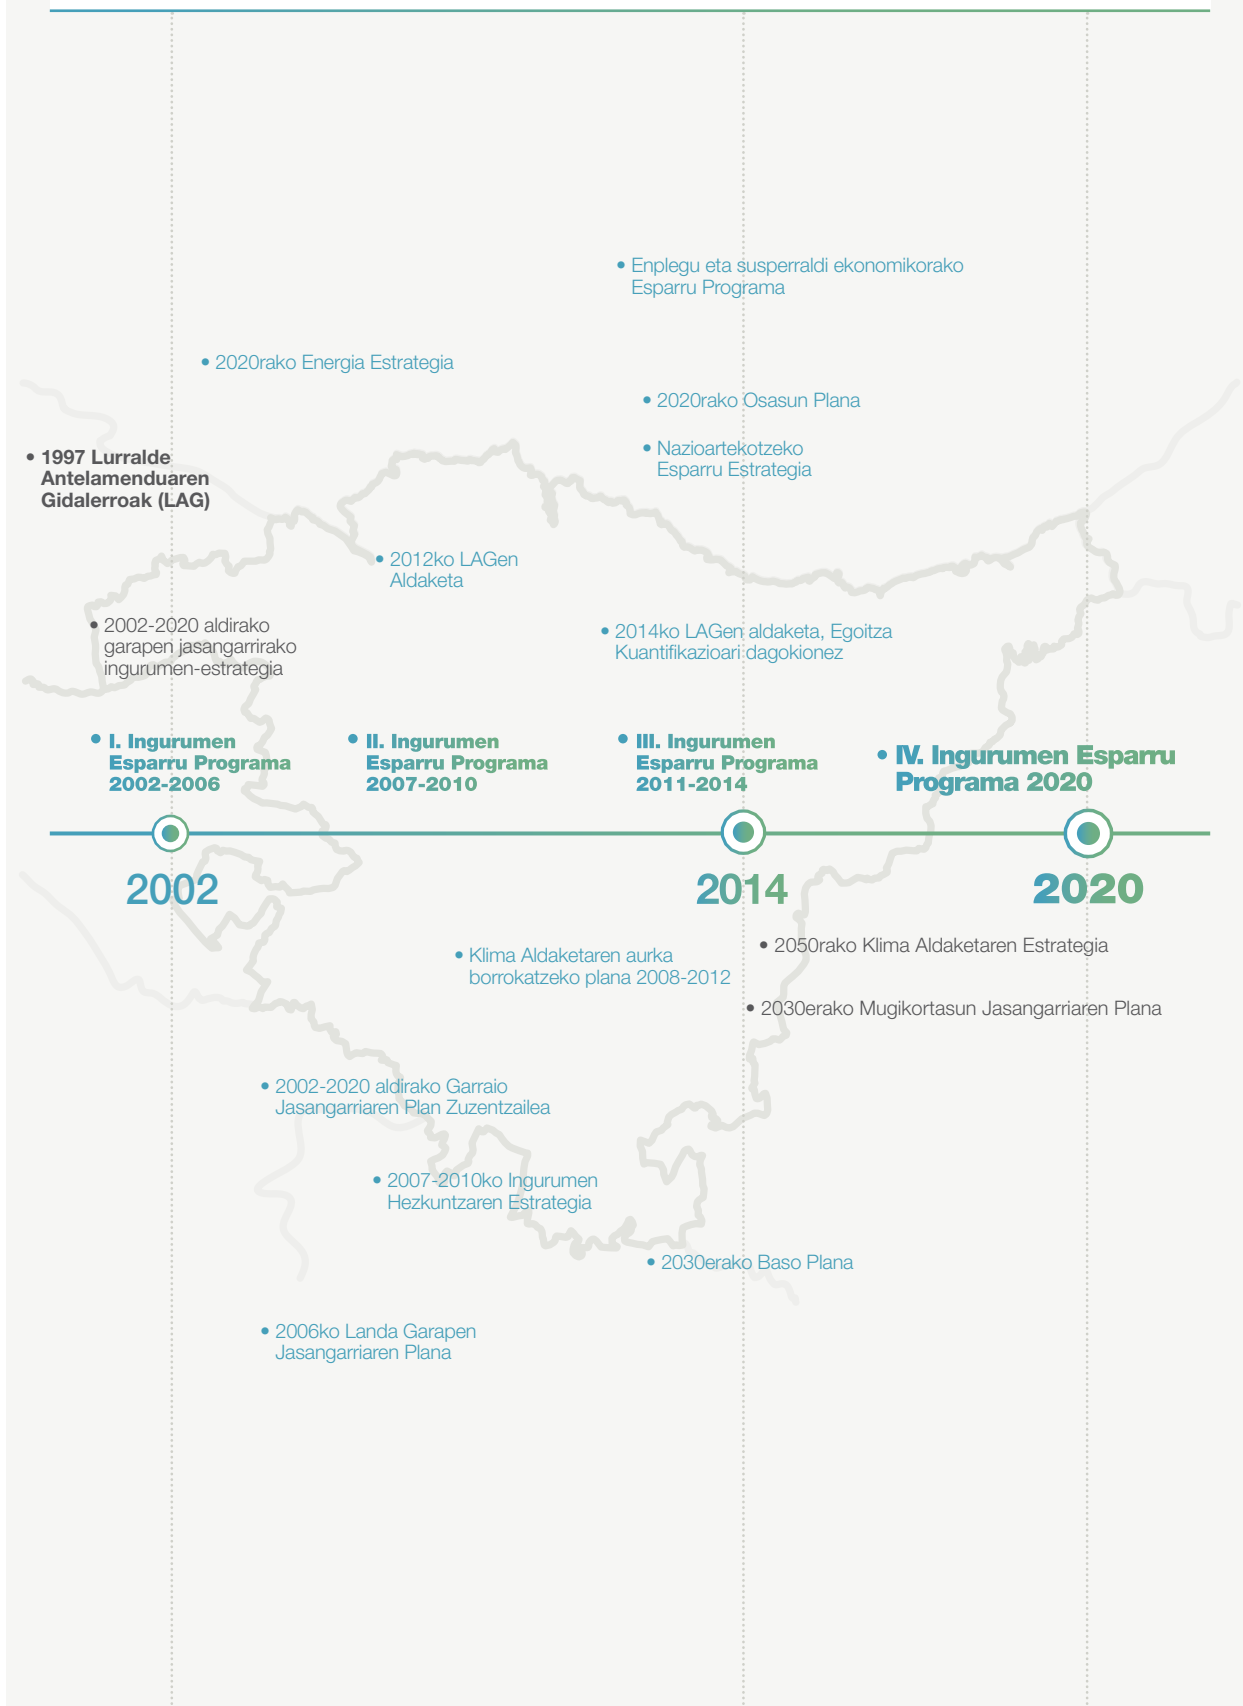 • Enplegu eta susperraldi ekonomikorako
Esparru Programa
• 2020rako Energia Estrategia
• 2020rako Osasun Plana
• Nazioartekotzeko
Esparru Estrategia
• 1997 Lurralde
Antelamenduaren
Gidalerroak (LAG)
• 2012ko LAGen
Aldaketa
• 2002-2020 aldirako
garapen jasangarrirako
ingurumen-estrategia
• 2014ko LAGen aldaketa, Egoitza
Kuantifikazioari dagokionez
• I. Ingurumen
Esparru Programa
2002-2006
• II. Ingurumen
Esparru Programa
2007-2010
• III. Ingurumen
Esparru Programa
2011-2014
• IV. Ingurumen Esparru
Programa 2020
2002
2014
2020
• Klima Aldaketaren aurka
borrokatzeko plana 2008-2012
• 2050rako Klima Aldaketaren Estrategia
• 2030erako Mugikortasun Jasangarriaren Plana
• 2002-2020 aldirako Garraio
Jasangarriaren Plan Zuzentzailea
• 2007-2010ko Ingurumen
Hezkuntzaren Estrategia
• 2030erako Baso Plana
• 2006ko Landa Garapen
Jasangarriaren Plana